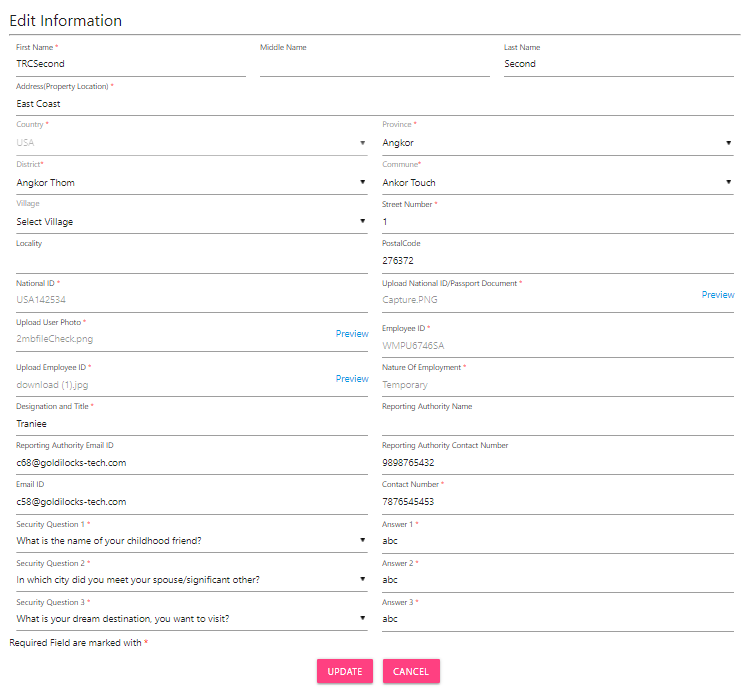 Edit Information
First Name * Middle Name Last Name
TRCSecond Second
Address(Property Location) *
East Coast
Country * Province *
USA Angkor
District* Commune*
Angkor Thom Ankor Touch
Village Street Number *
Select Village 1
Locality PostalCode
276372
National ID * Upload National ID/Passport Document *
USA142534 Capture.PNG Preview
Upload User Photo * Employee ID *
2mbfileCheck.png Preview WMPU6746SA
Upload Employee ID * Nature Of Employment *
download (1).jpg Preview Temporary
Designation and Title * Reporting Authority Name
Traniee
Reporting Authority Email ID Reporting Authority Contact Number
c68@goldilocks-tech.com 9898765432
Email ID Contact Number *
c58@goldilocks-tech.com 7876545453
Security Question 1 * Answer 1 *
What is the name of your childhood friend? abc
Security Question 2 * Answer 2 *
In which city did you meet your spouse/significant other? abc
Security Question 3 * Answer 3 *
What is your dream destination, you want to visit? abc
Required Field are marked with *
UPDATE CANCEL